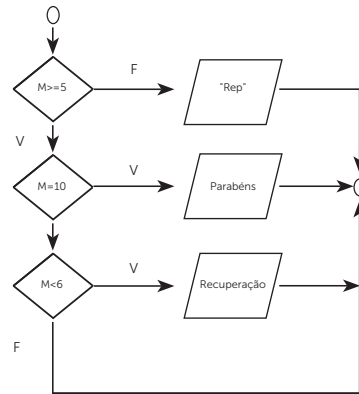 M>=5
F
"Rep"
V
M=10
V
Parabéns
M<6
V
Recuperação
F